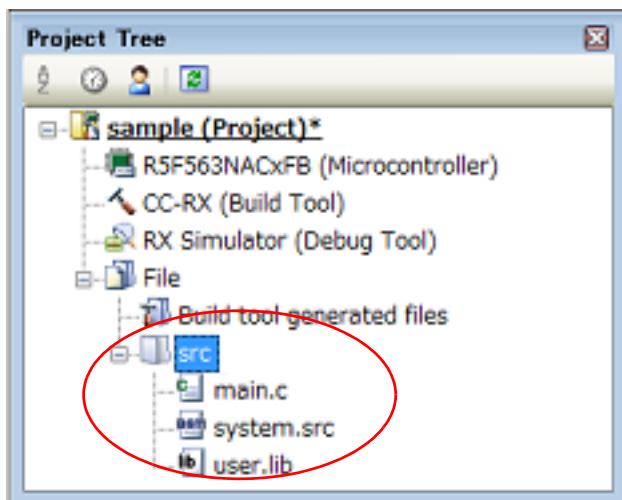 Project Tree
sample (Project)*
R5F563NACxFB (Microcontroller)
CC-RX (Build Tool)
RX Simulator (Debug Tool)
File
Build tool generated files
src
main.c
system.src
user.lib